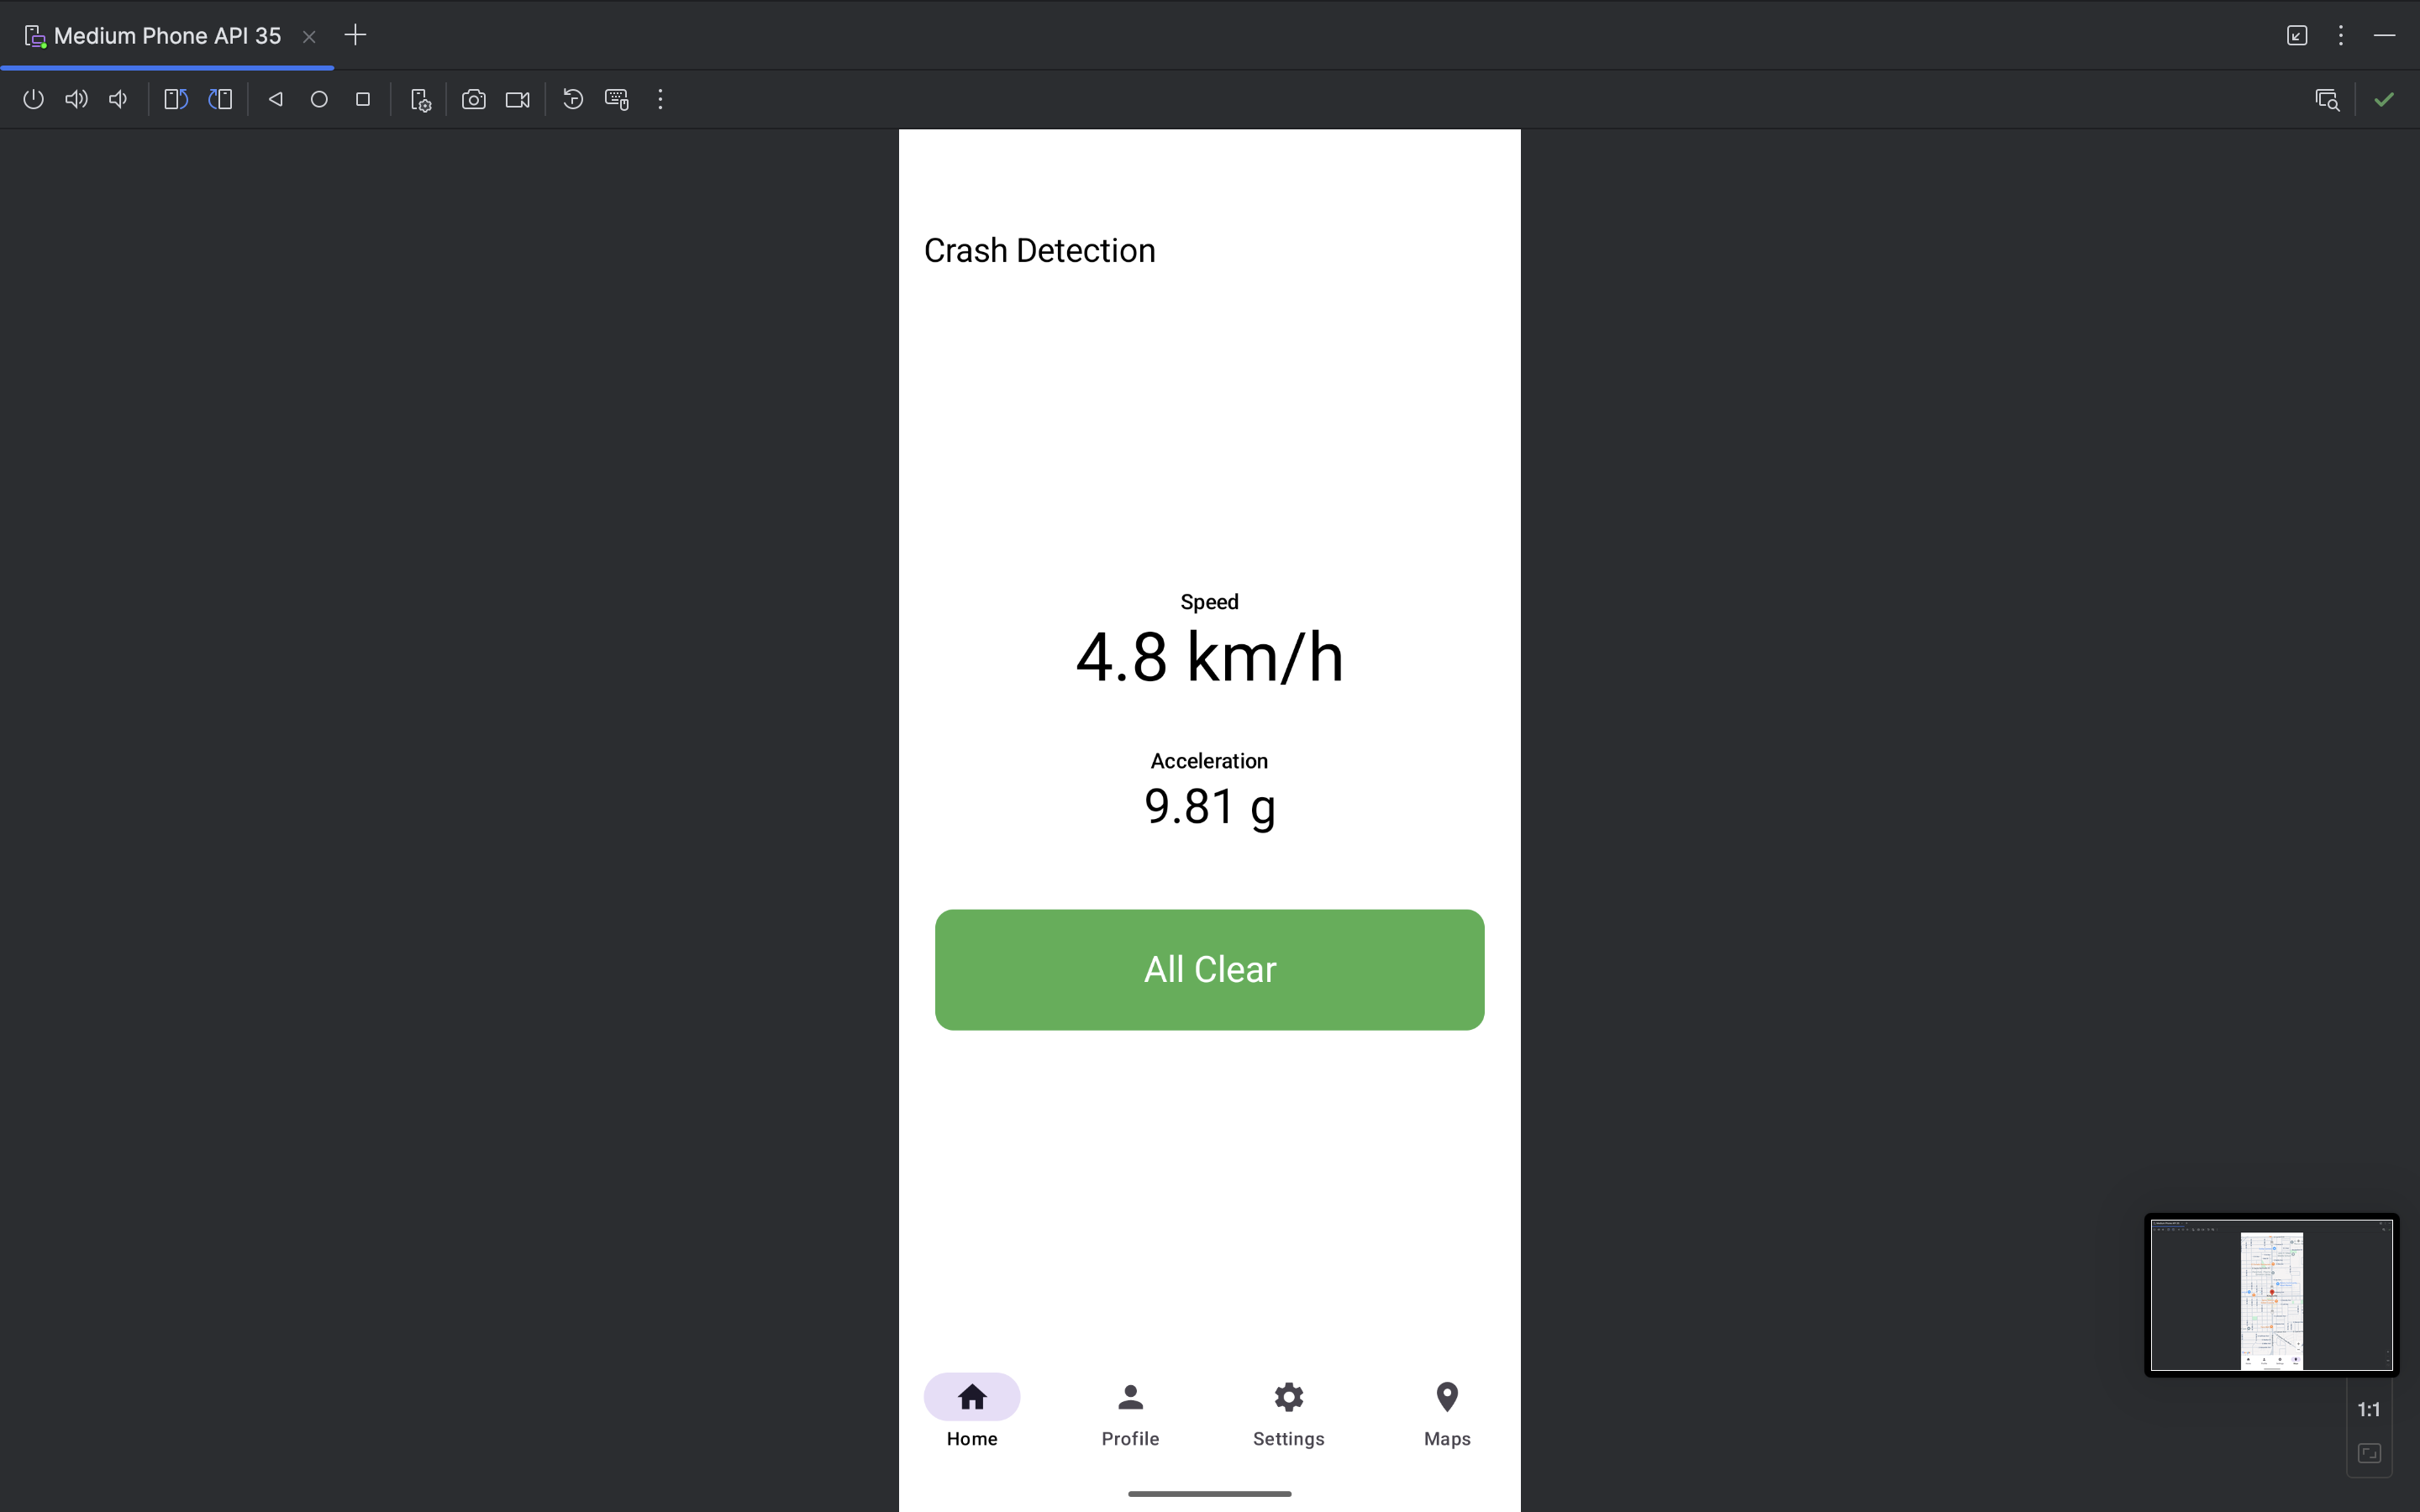 Medium Phone API 35
Crash Detection
Speed
4.8 km/h
Acceleration
9.81 g
All Clear
Home
Profile
Settings
Maps
1:1